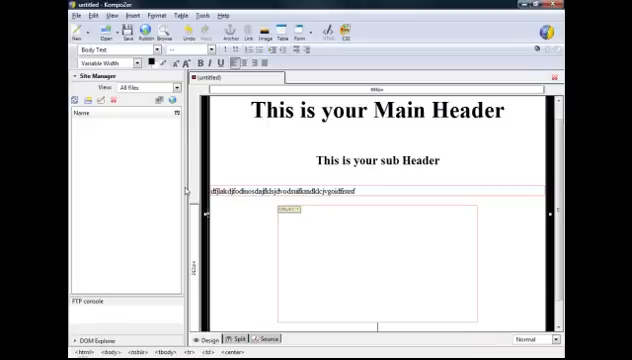 untitled - KompoZer
File Edit View Insert Format Table Tools Help
New Open Save Publish Browse Anchor Link Image Table Form CSS
Body Text
Variable Width
Site Manager
(untitled)
View: All files
Name
This is your Main Header
This is your sub Header
FTP console
DOM Explorer
Design Split Source
Normal
<html> <body> <table> <tbody> <tr> <td> <center>